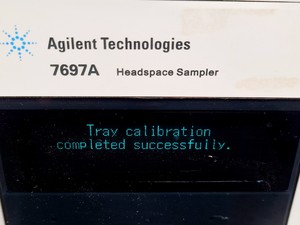 Agilent Technologies
7697A Headspace Sampler
Tray calibration
completed successfully.